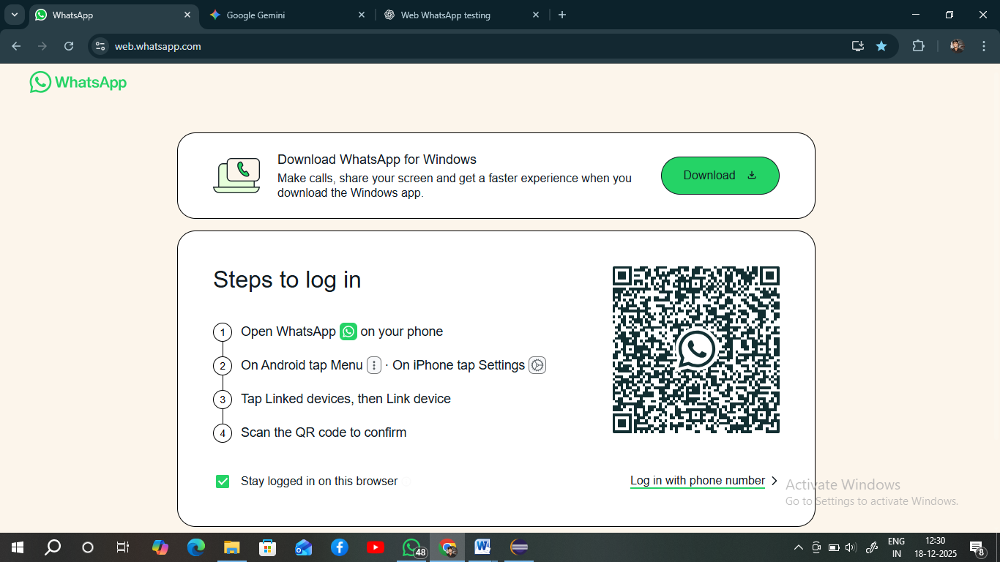 WhatsApp
Google Gemini
Web WhatsApp testing
web.whatsapp.com
WhatsApp
Download WhatsApp for Windows
Make calls, share your screen and get a faster experience when you
download the Windows app.
Download
Steps to log in
1 Open WhatsApp on your phone
2 On Android tap Menu · On iPhone tap Settings
3 Tap Linked devices, then Link device
4 Scan the QR code to confirm
Stay logged in on this browser
Log in with phone number
Activate Windows
Go to Settings to activate Windows.
48
ENG
IN
12:30
18-12-2025
8